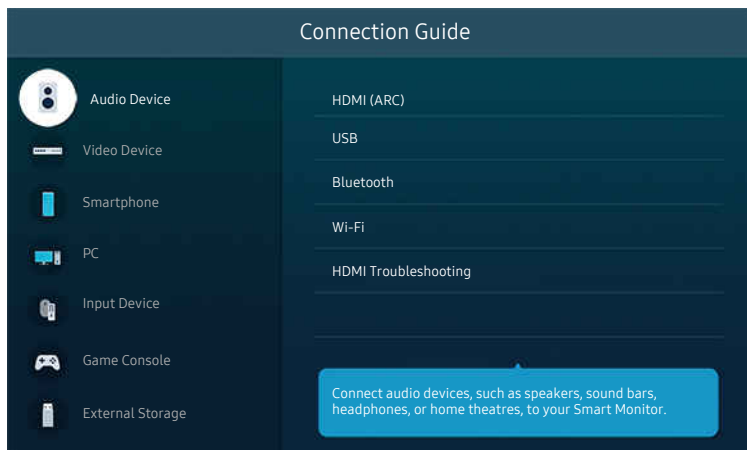 Connection Guide
Audio Device
Video Device
Smartphone
PC
Input Device
Game Console
External Storage
HDMI (ARC)
USB
Bluetooth
Wi-Fi
HDMI Troubleshooting
Connect audio devices, such as speakers, sound bars,
headphones, or home theatres, to your Smart Monitor.